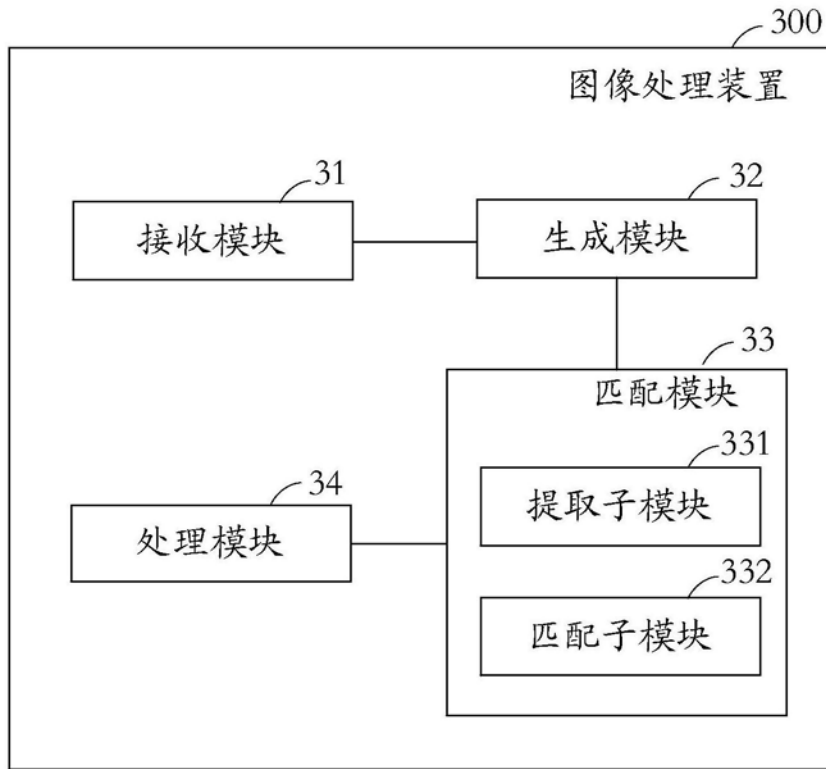 300
图像处理装置
31
32
接收模块
生成模块
33
匹配模块
331
提取子模块
34
处理模块
332
匹配子模块